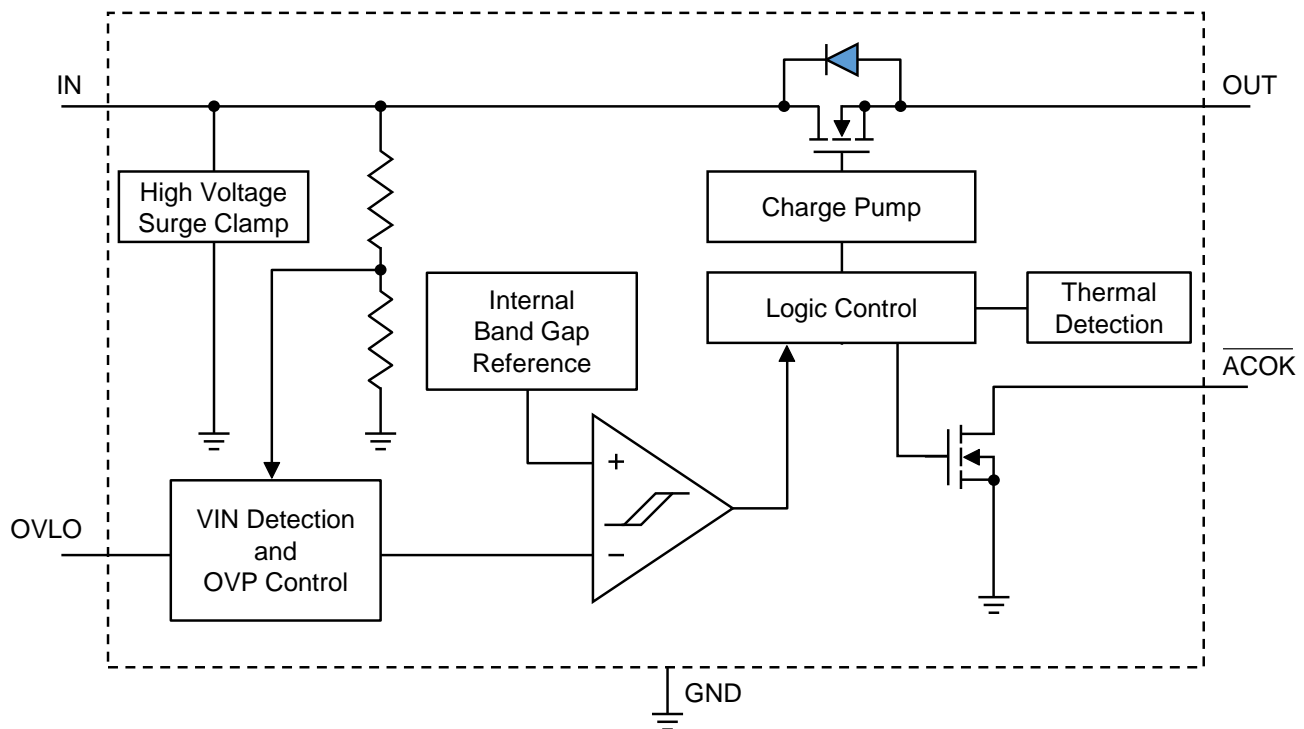 IN
OUT
High Voltage
Surge Clamp
Charge Pump
Internal
Band Gap
Reference
Logic Control
Thermal
Detection
ACOK
+
OVLO
VIN Detection
and
OVP Control
−
GND